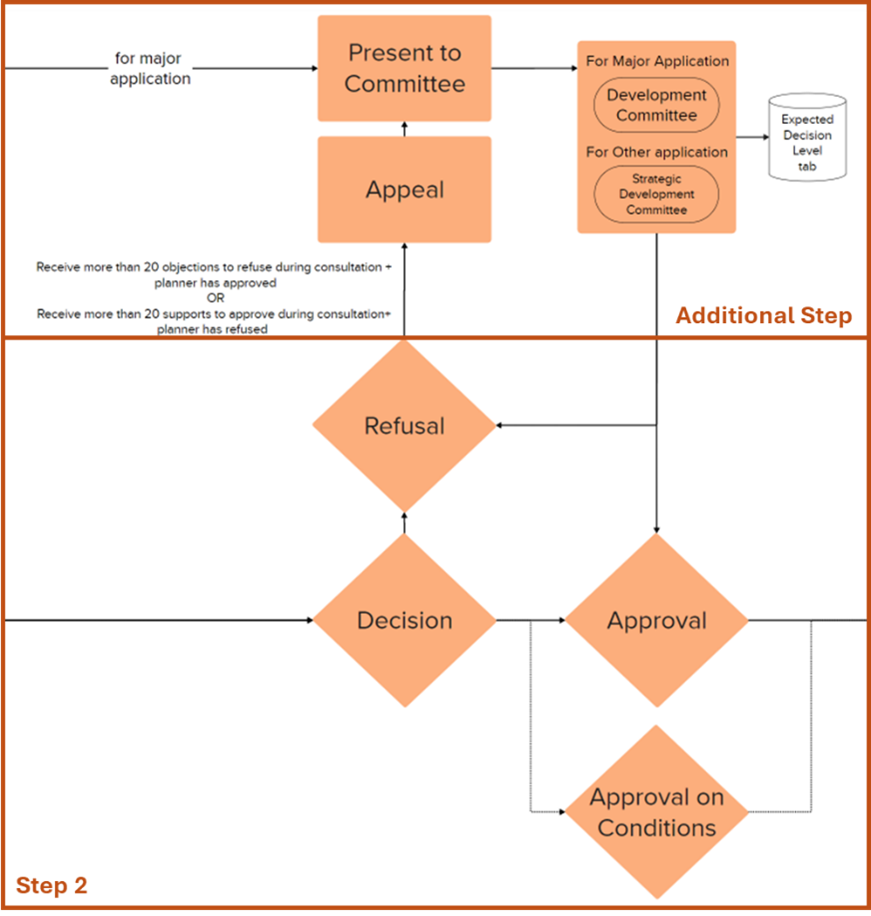 for major
application
Present to
Committee
For Major Application
Development
Committee
For Other application
Strategic
Development
Committee
Expected
Decision
Level
tab
Appeal
Receive more than 20 objections to refuse during consultation +
planner has approved
OR
Receive more than 20 supports to approve during consultation+
planner has refused
Additional Step
Refusal
Decision
Approval
Approval on
Conditions
Step 2